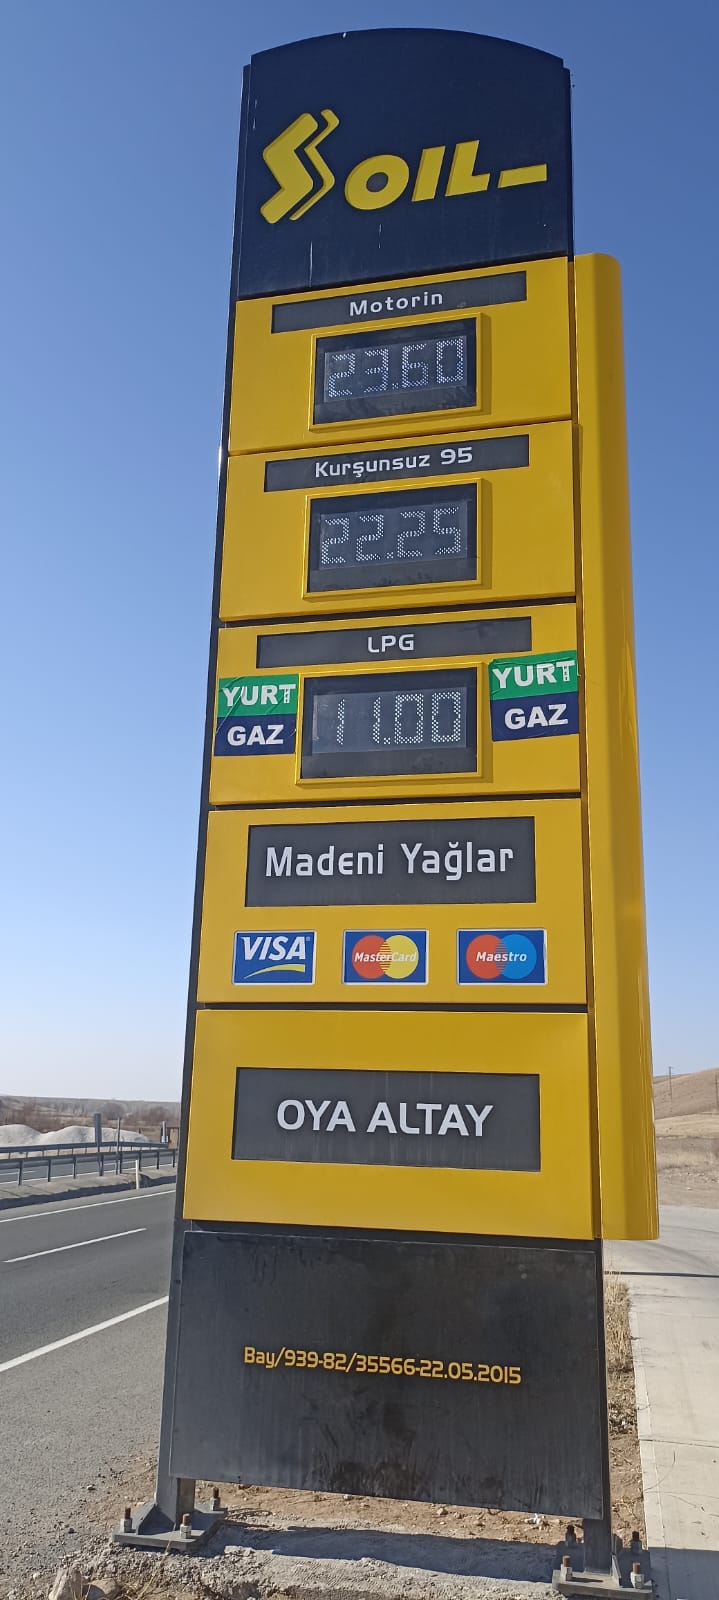 S OIL
Motorin
23.60
Kurşunsuz 95
22.25
LPG
YURT
GAZ
11.00
YURT
GAZ
Madeni Yağlar
VISA
MasterCard
Maestro
OYA ALTAY
Bay/939-82/35566-22.05.2015